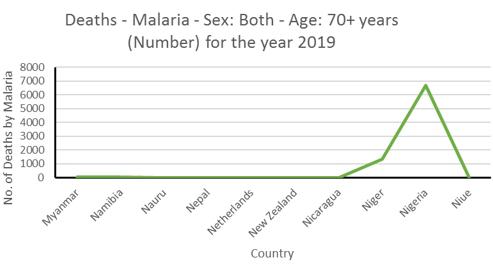 Deaths - Malaria - Sex: Both - Age: 70+ years
(Number) for the year 2019
No. of Deaths by Malaria
8000
7000
6000
5000
4000
3000
2000
1000
0
Myanmar
Namibia
Nauru
Nepal
Netherlands
New Zealand
Nicaragua
Niger
Nigeria
Niue
Country